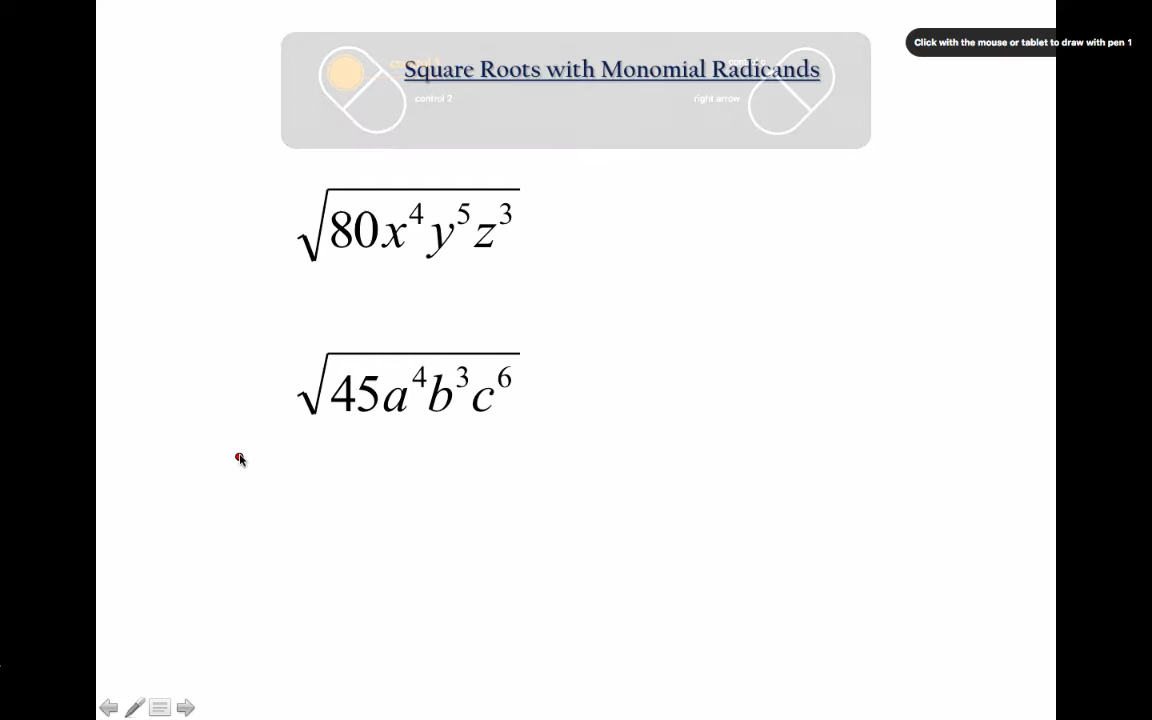 Click with the mouse or tablet to draw with pen 1
Square Roots with Monomial Radicands
control 2
right arrow
√80x⁴y⁵z³
√45a⁴b³c⁶